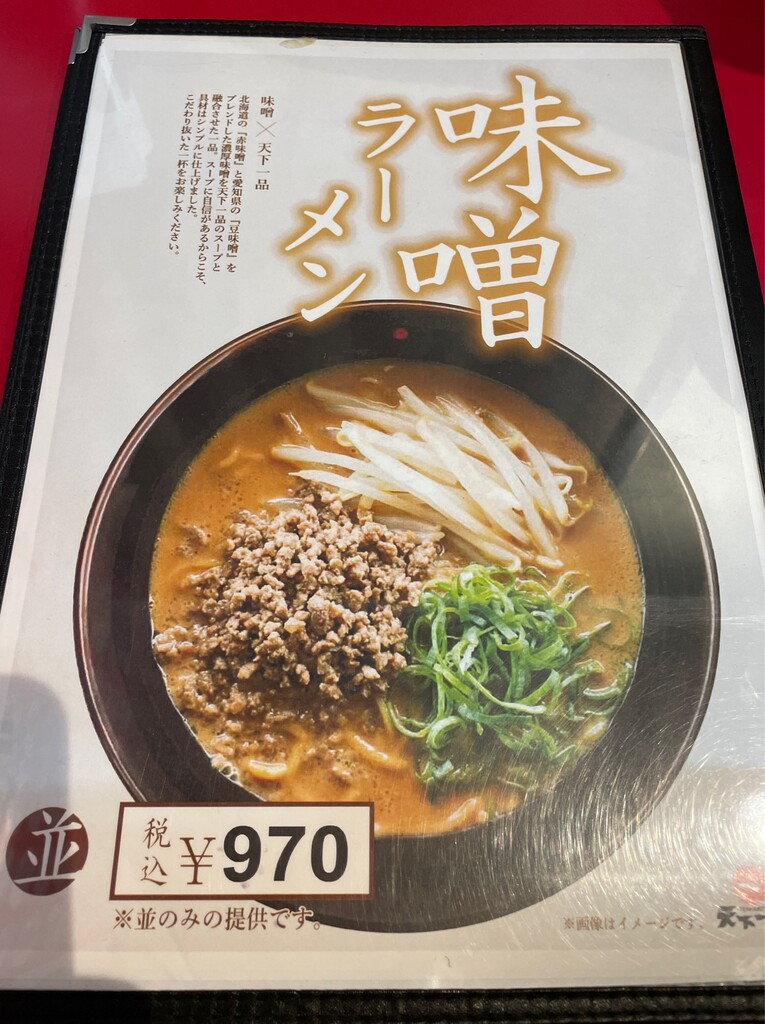 味噌
ラーメン
味噌×天下一品
北海道の『赤味噌』と愛知県の『豆味噌』を
ブレンドした濃厚味噌を天下一品のスープと
融合させた一品。スープに自信があるからこそ、
具材はシンプルに仕上げました。
こだわり抜いた一杯をお楽しみください。
並
税込
¥970
※並のみの提供です。
※画像はイメージです。
天下一